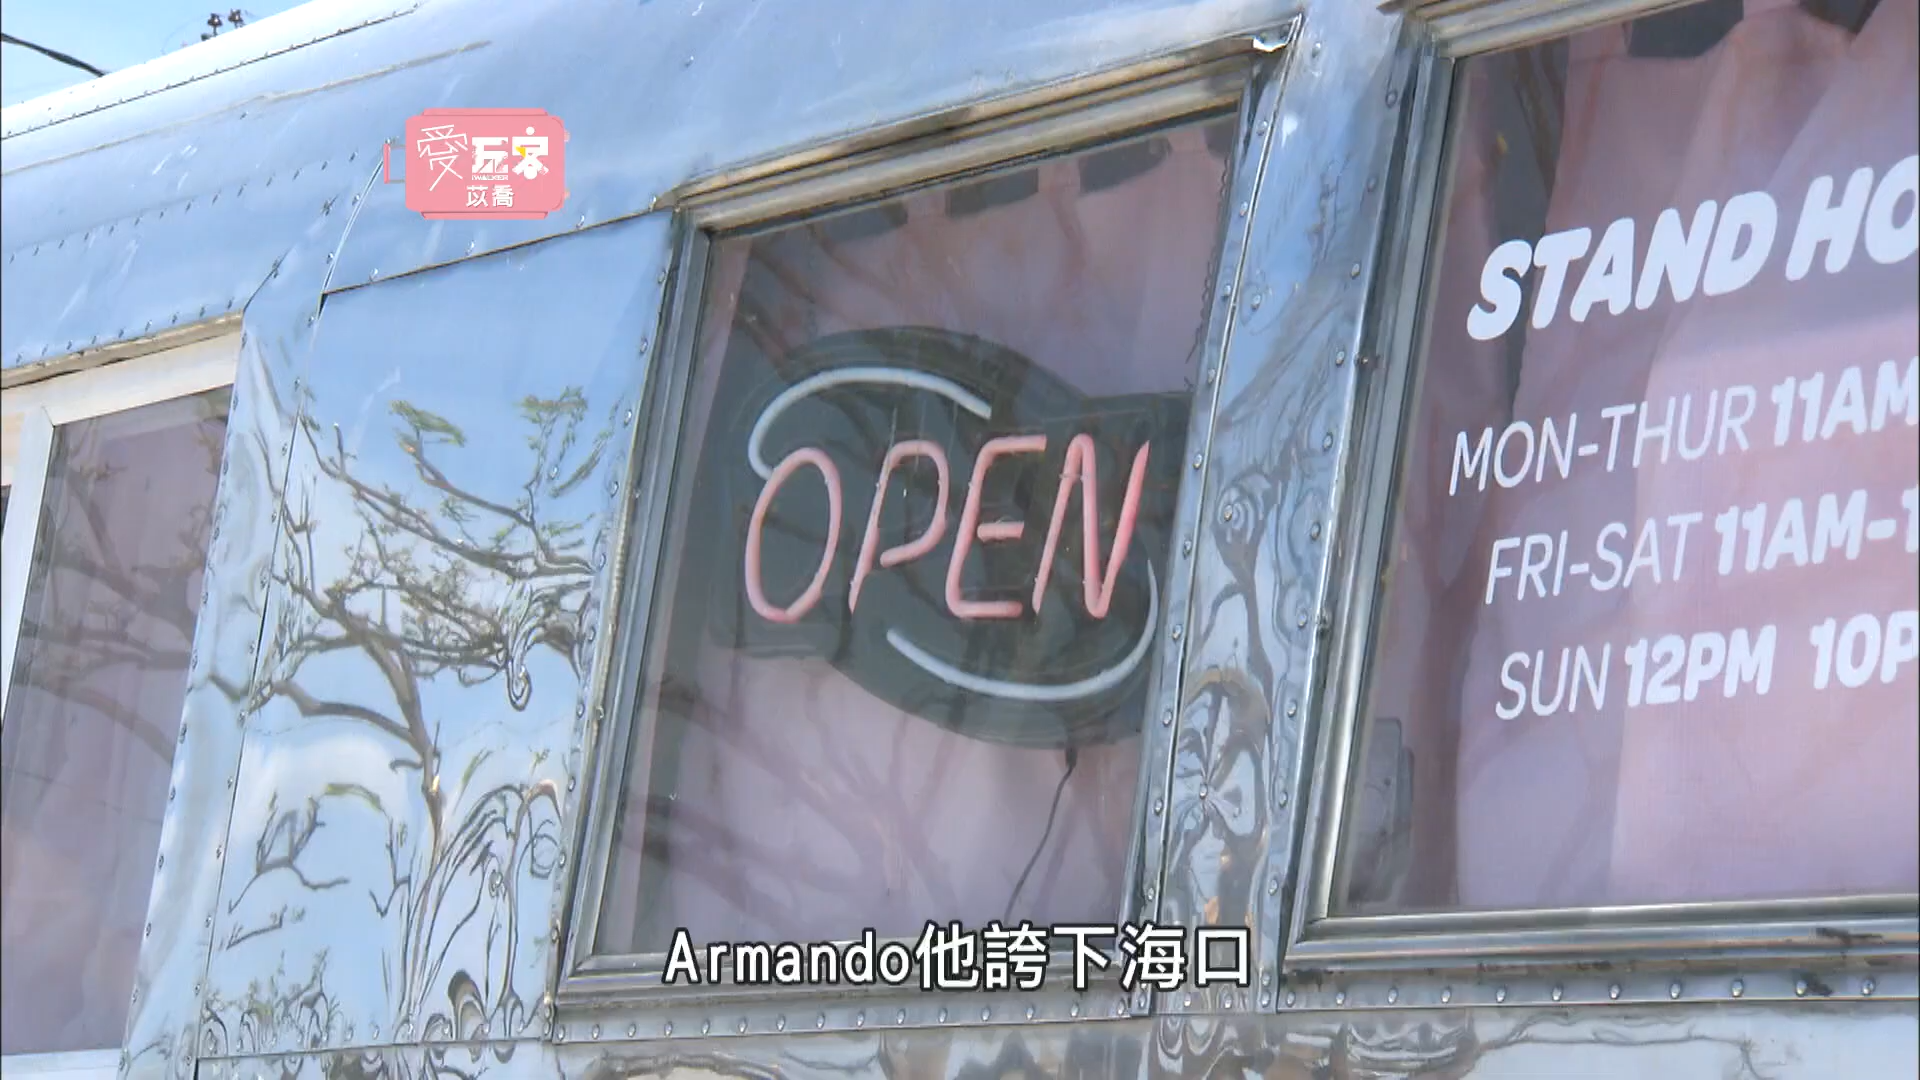 愛玩家
WALKER
苡喬
OPEN
STAND HO
MON-THUR 11AM
FRI-SAT 11AM-1
SUN 12PM 10P
Armando他誇下海口